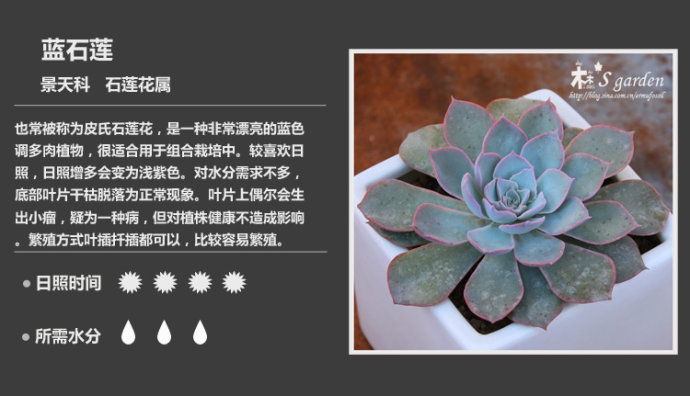 蓝石莲
景天科 石莲花属
也常被称为皮氏石莲花，是一种非常漂亮的蓝色
调多肉植物，很适合用于组合栽培中。较喜欢日
照，日照增多会变为浅紫色。对水分需求不多，
底部叶片干枯脱落为正常现象。叶片上偶尔会生
出小瘤，疑为一种病，但对植株健康不造成影响
。繁殖方式叶插扦插都可以，比较容易繁殖。
日照时间
所需水分
'S garden
http://blog.sina.com.cn/ermufossil